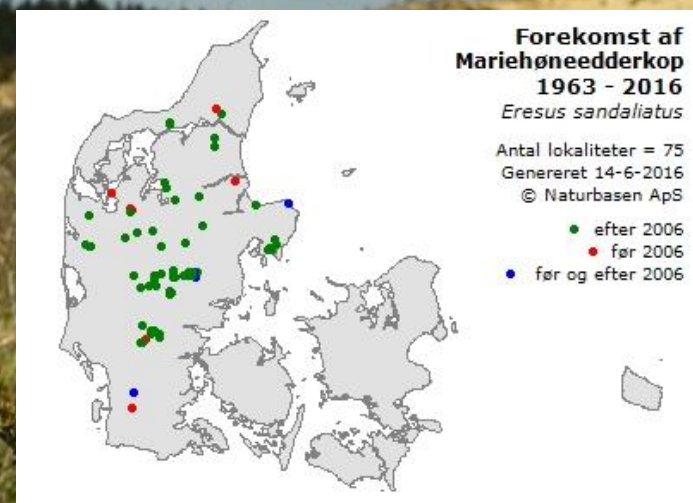 Forekomst af
Mariehøneedderkop
1963 - 2016
Eresus sandaliatus
Antal lokaliteter = 75
Genereret 14-6-2016
© Naturbasen ApS
efter 2006
før 2006
før og efter 2006